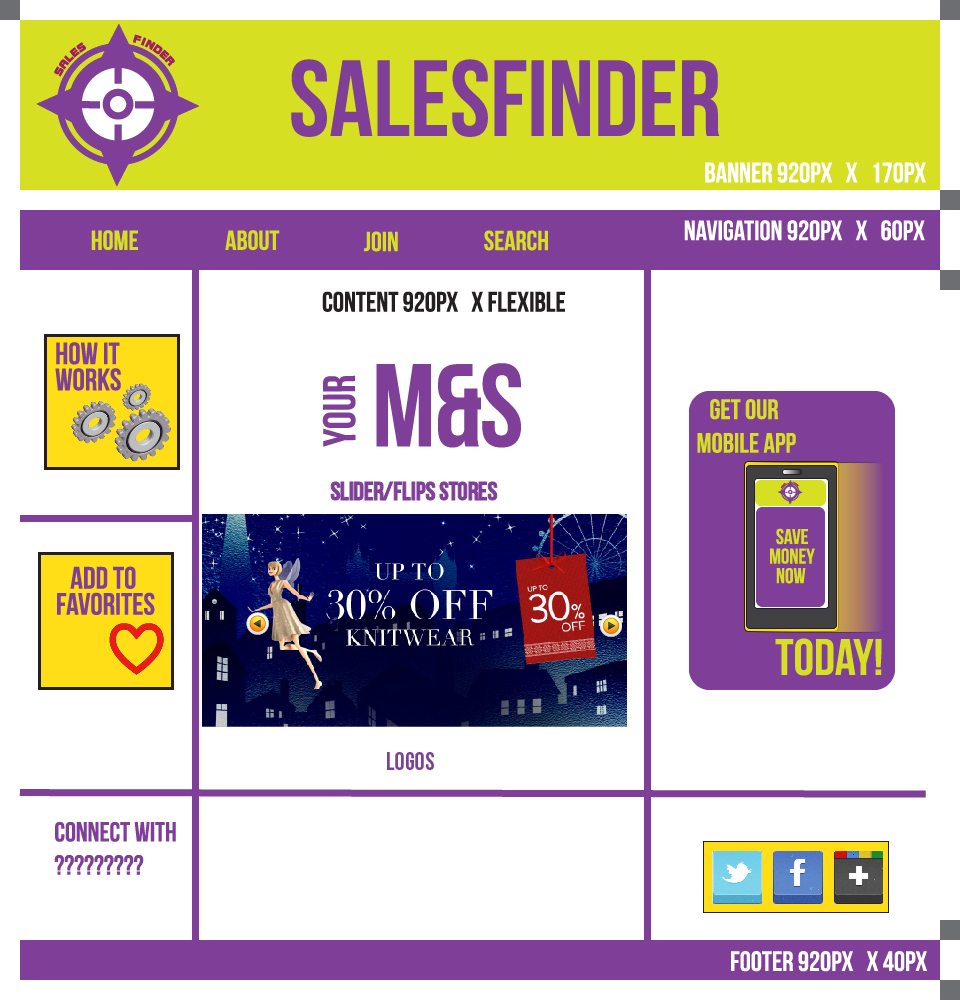 SALES FINDER
SALESFINDER
BANNER 920PX X 170PX
HOME ABOUT JOIN SEARCH
NAVIGATION 920PX X 60PX
CONTENT 920PX X FLEXIBLE
HOW IT
WORKS
YOUR M&S
SLIDER/FLIPS STORES
UP TO
30% OFF
KNITWEAR
UP TO
30%
OFF
GET OUR
MOBILE APP
SAVE
MONEY
NOW
TODAY!
ADD TO
FAVORITES
LOGOS
CONNECT WITH
?????????
f
+
FOOTER 920PX X 40PX